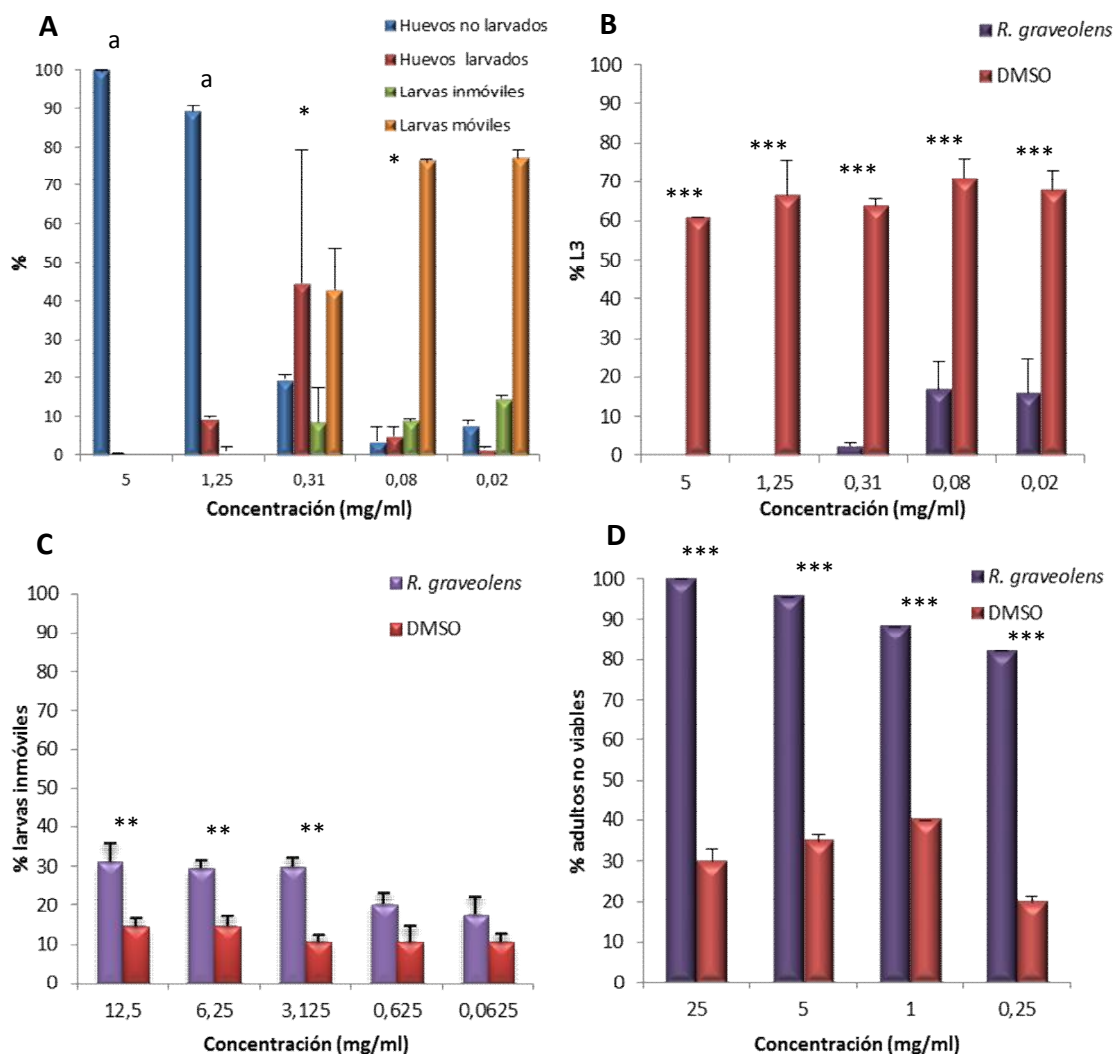 A
a
a
*
*
Huevos no larvados
Huevos larvados
Larvas inmóviles
Larvas móviles
100
90
80
70
60
50
40
30
20
10
0
%
5 1,25 0,31 0,08 0,02
Concentración (mg/ml)
B
R. graveolens
DMSO
***
***
***
***
***
100
90
80
70
60
50
40
30
20
10
0
% L3
5 1,25 0,31 0,08 0,02
Concentración (mg/ml)
C
R. graveolens
DMSO
**
**
**
100
90
80
70
60
50
40
30
20
10
0
% larvas inmóviles
12,5 6,25 3,125 0,625 0,0625
Concentración (mg/ml)
D
***
***
***
***
R. graveolens
DMSO
100
90
80
70
60
50
40
30
20
10
0
% adultos no viables
25 5 1 0,25
Concentración (mg/ml)